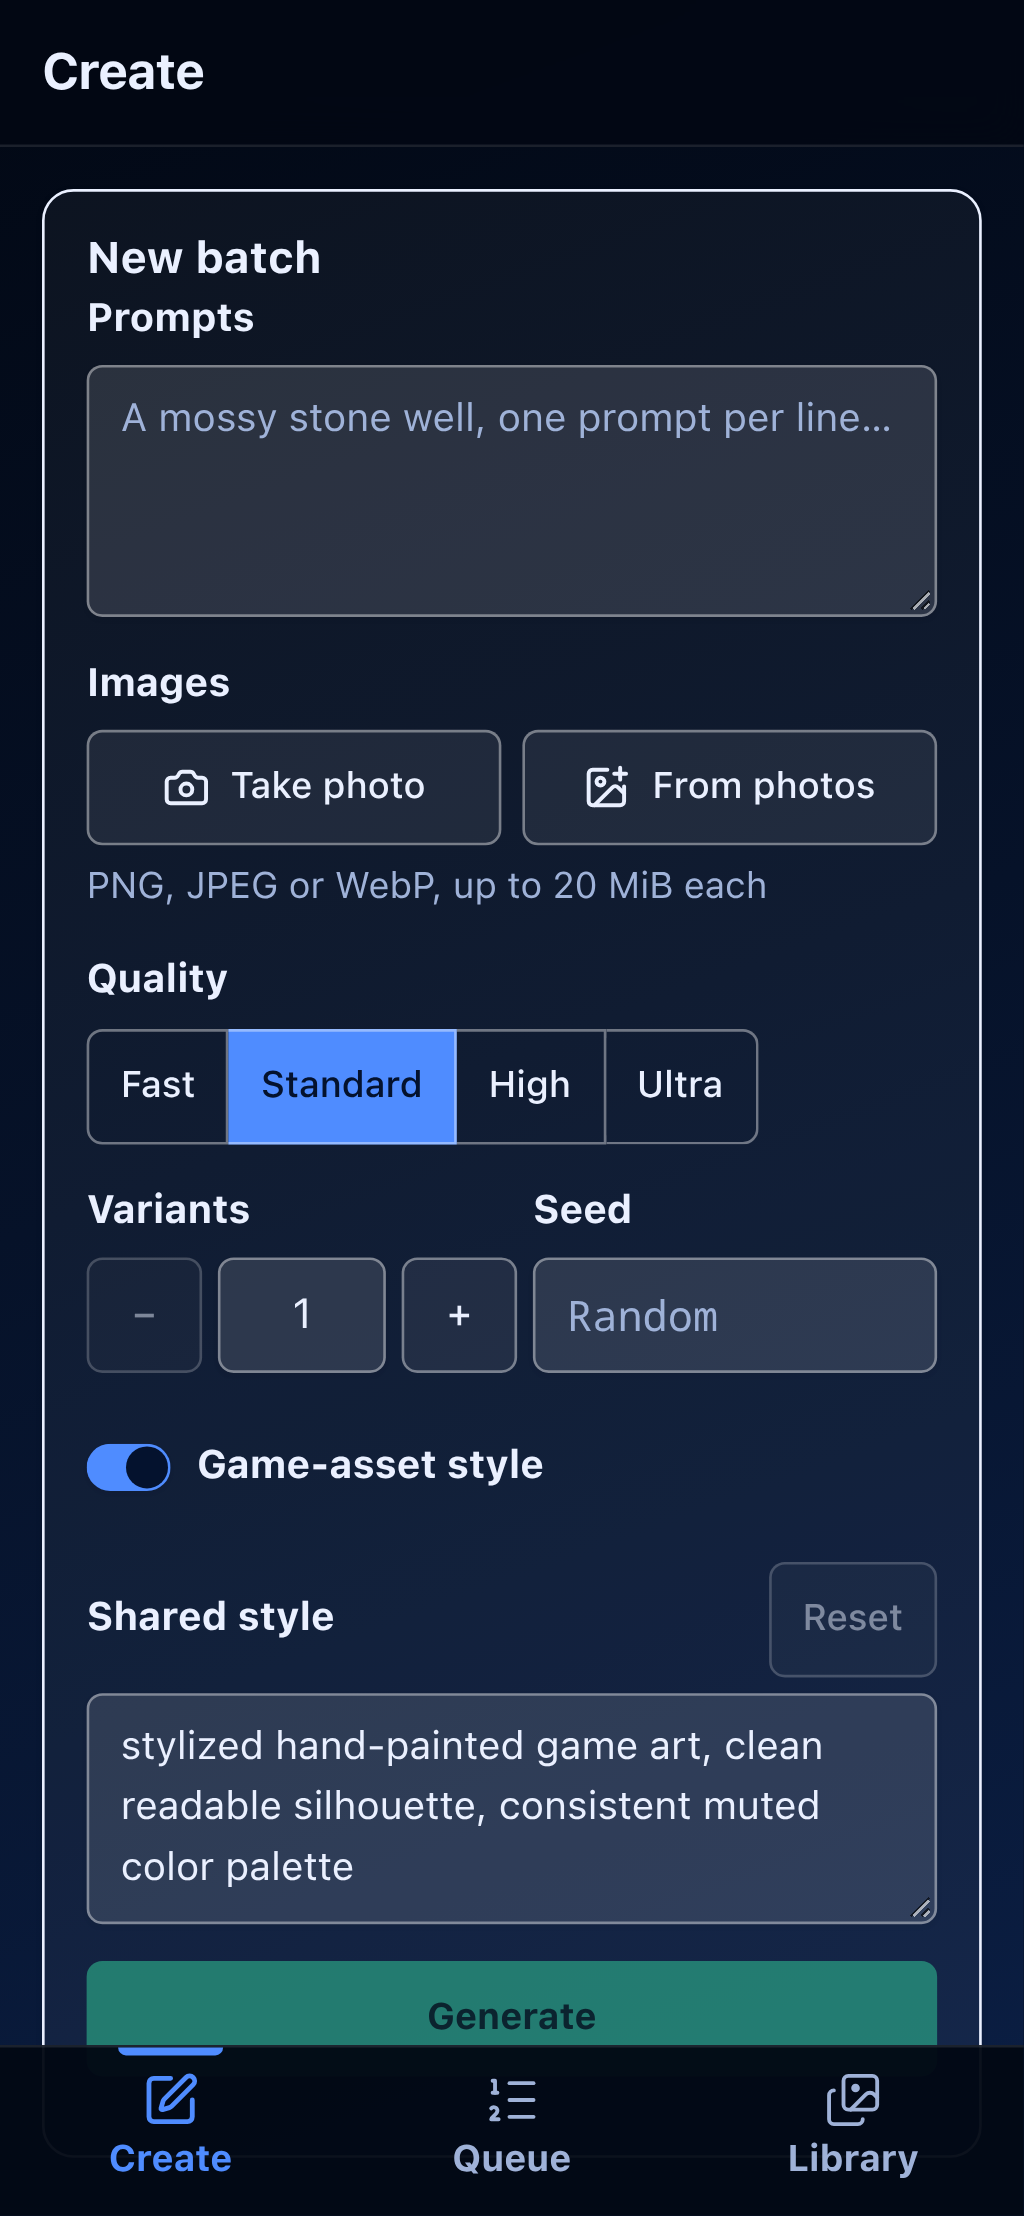 Create
New batch
Prompts
A mossy stone well, one prompt per line...
Images
Take photo
From photos
PNG, JPEG or WebP, up to 20 MiB each
Quality
Fast
Standard
High
Ultra
Variants
Seed
−
1
+
Random
Game-asset style
Shared style
Reset
stylized hand-painted game art, clean
readable silhouette, consistent muted
color palette
Generate
Create
Queue
Library